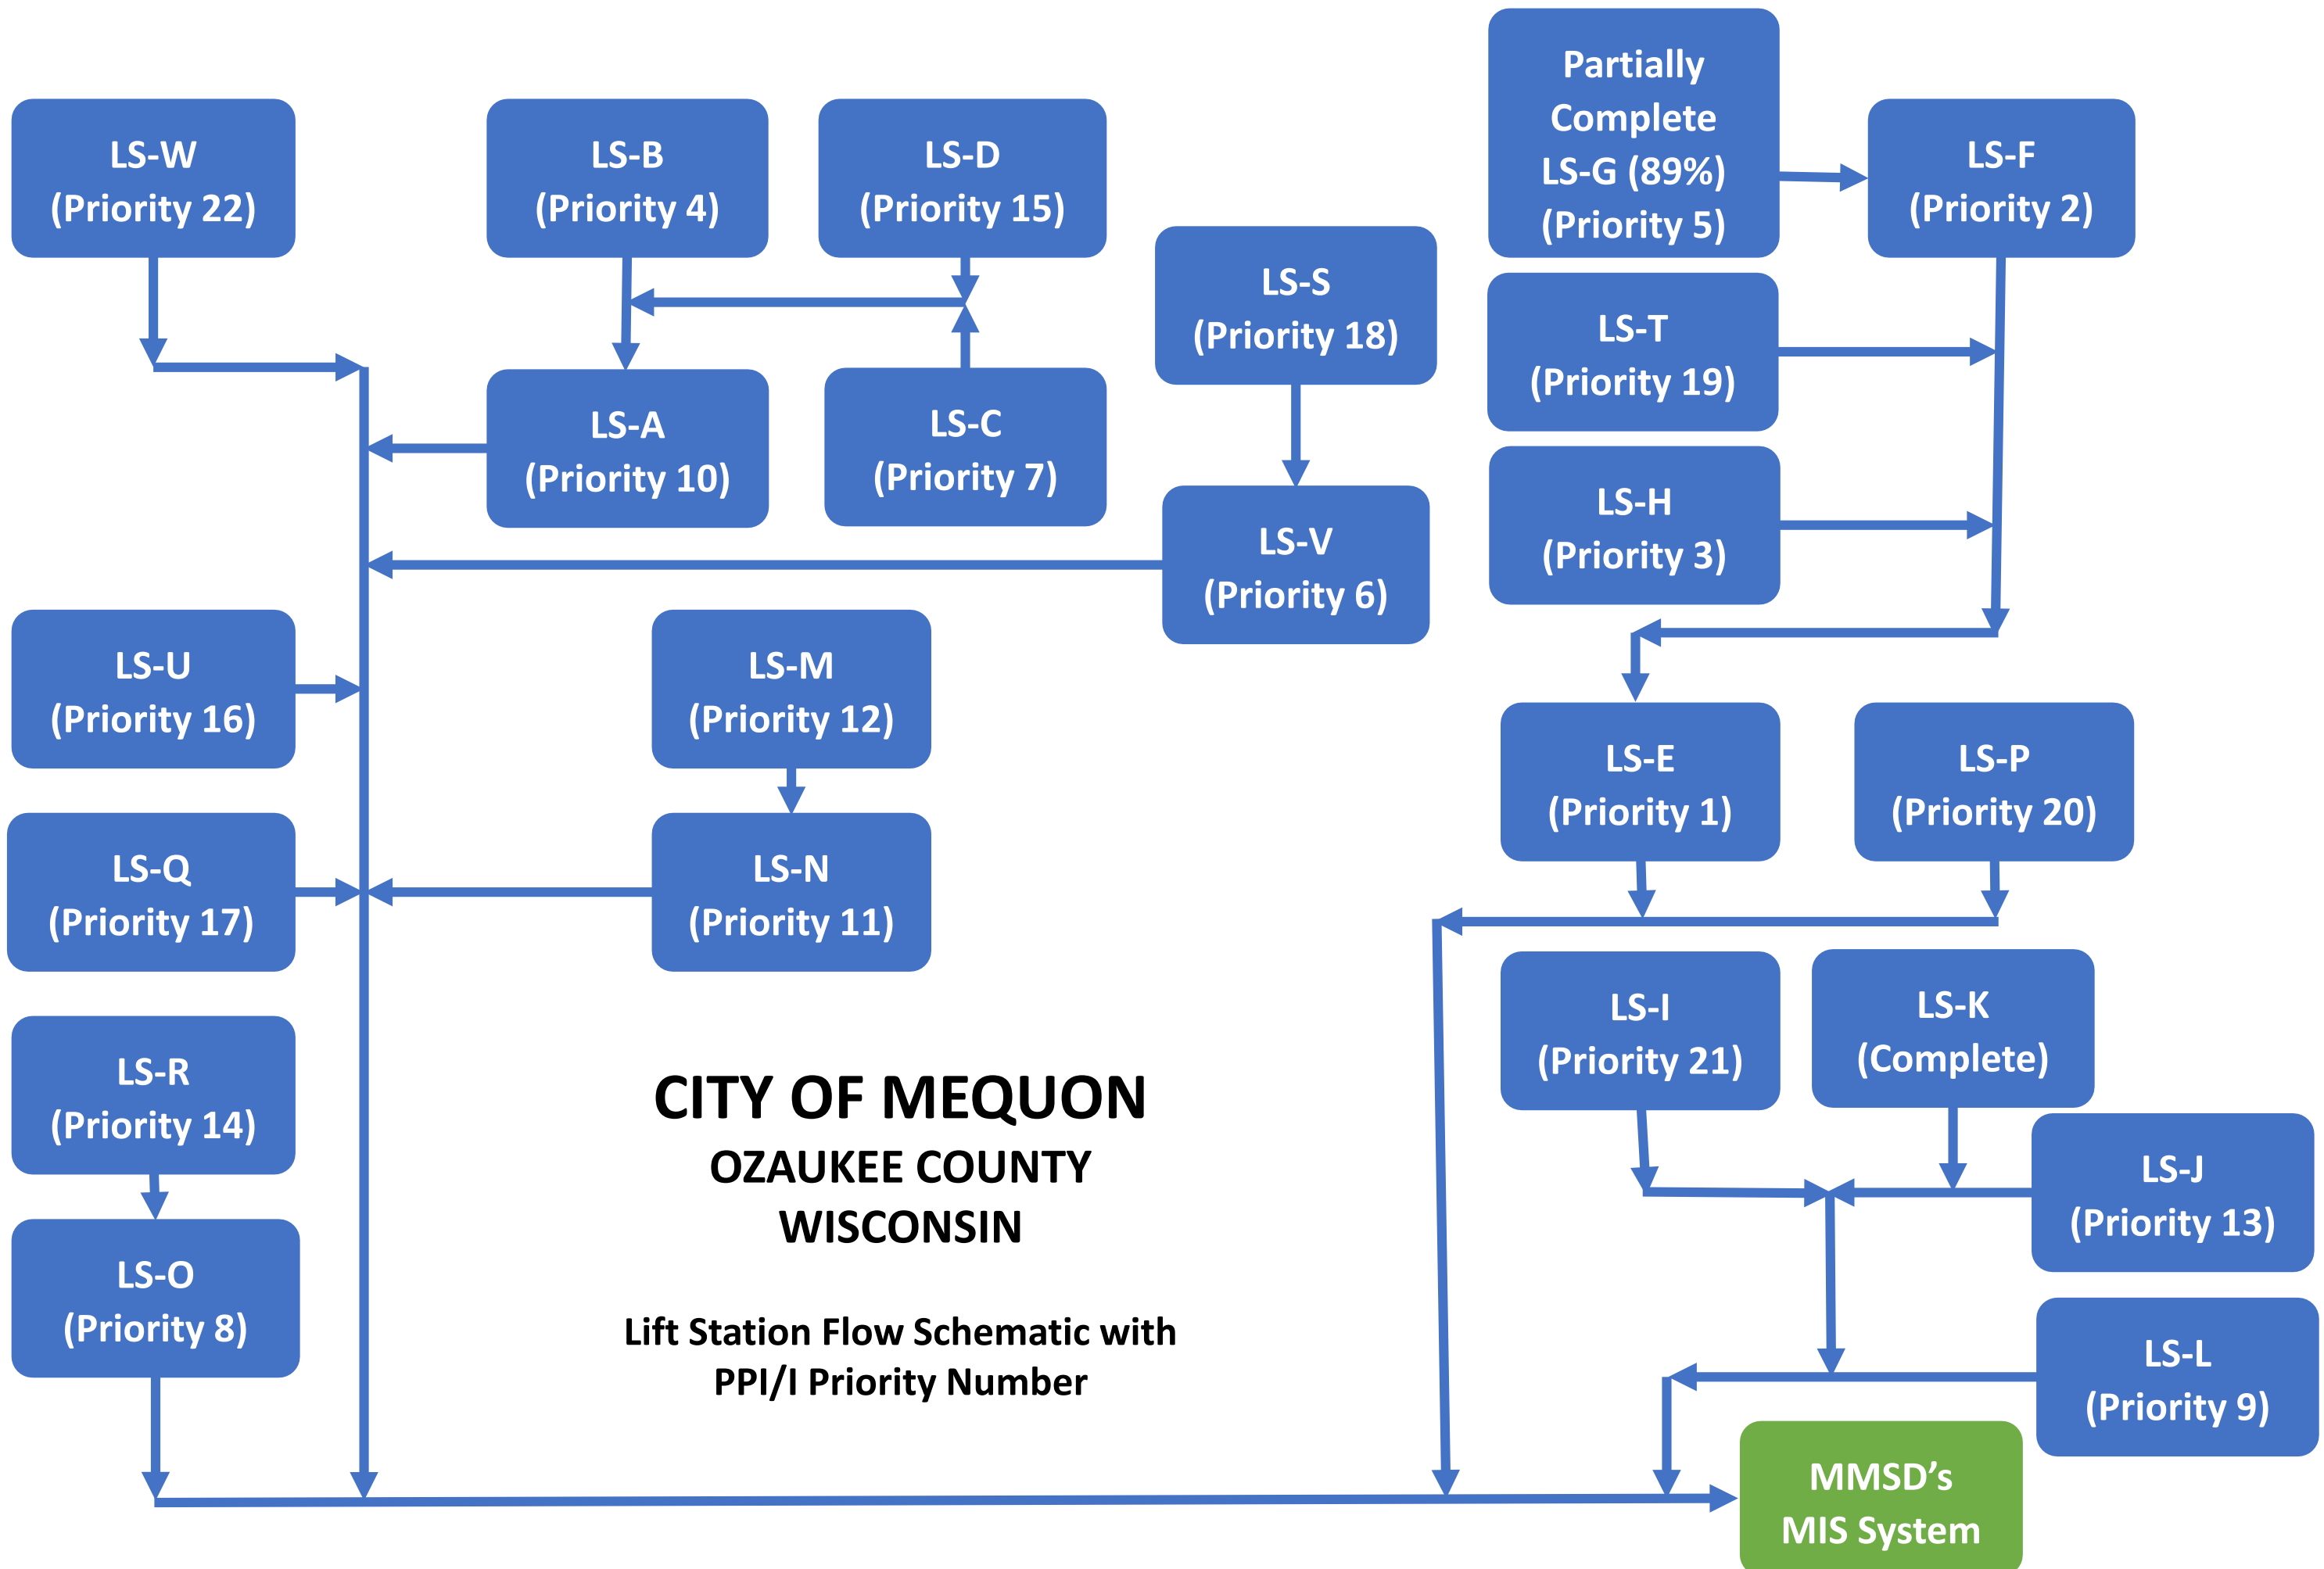 Partially
Complete
LS-G (89%)
(Priority 5)
LS-W
(Priority 22)
LS-B
(Priority 4)
LS-D
(Priority 15)
LS-F
(Priority 2)
LS-S
(Priority 18)
LS-T
(Priority 19)
LS-A
(Priority 10)
LS-C
(Priority 7)
LS-H
(Priority 3)
LS-V
(Priority 6)
LS-U
(Priority 16)
LS-M
(Priority 12)
LS-E
(Priority 1)
LS-P
(Priority 20)
LS-Q
(Priority 17)
LS-N
(Priority 11)
LS-I
(Priority 21)
LS-K
(Complete)
LS-R
(Priority 14)
CITY OF MEQUON
OZAUKEE COUNTY
WISCONSIN
LS-J
(Priority 13)
LS-O
(Priority 8)
Lift Station Flow Schematic with
PPI/I Priority Number
LS-L
(Priority 9)
MMSD’s
MIS System